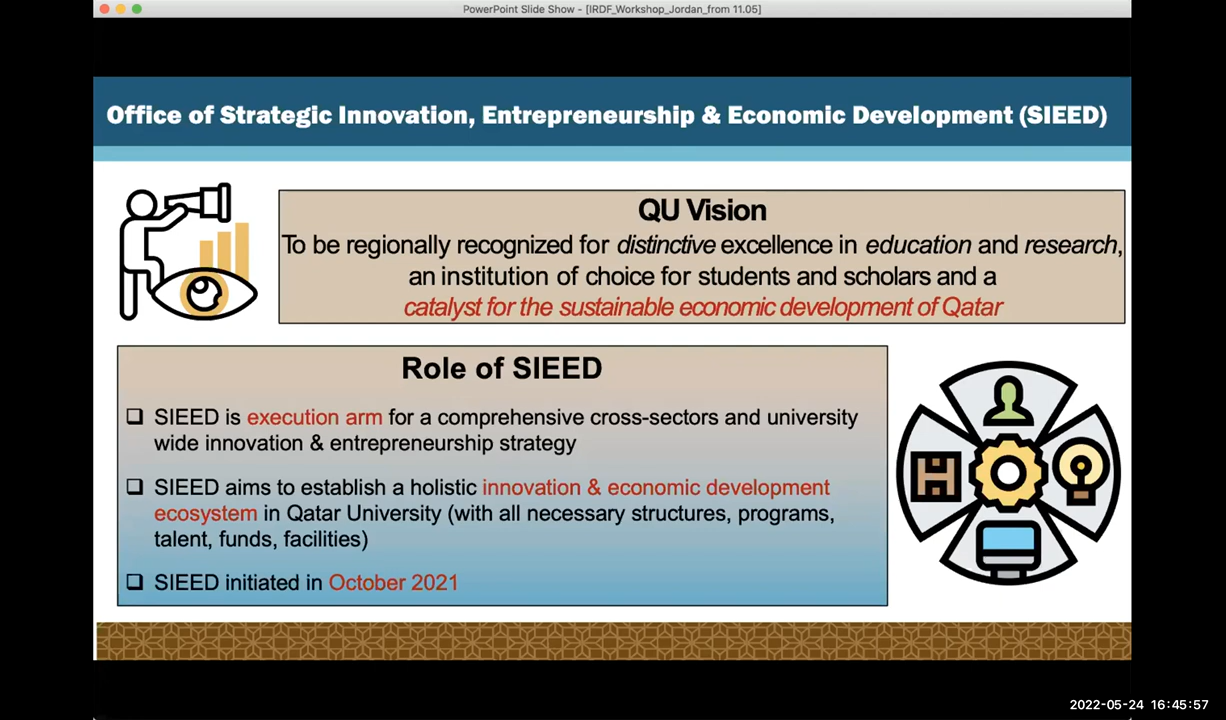 PowerPoint Slide Show - [IRDF_Workshop_Jordan_from 11.05]
Office of Strategic Innovation, Entrepreneurship & Economic Development (SIEED)
QU Vision
To be regionally recognized for distinctive excellence in education and research,
an institution of choice for students and scholars and a
catalyst for the sustainable economic development of Qatar
Role of SIEED
❑ SIEED is execution arm for a comprehensive cross-sectors and university
wide innovation & entrepreneurship strategy
❑ SIEED aims to establish a holistic innovation & economic development
ecosystem in Qatar University (with all necessary structures, programs,
talent, funds, facilities)
❑ SIEED initiated in October 2021
2022-05-24 16:45:57